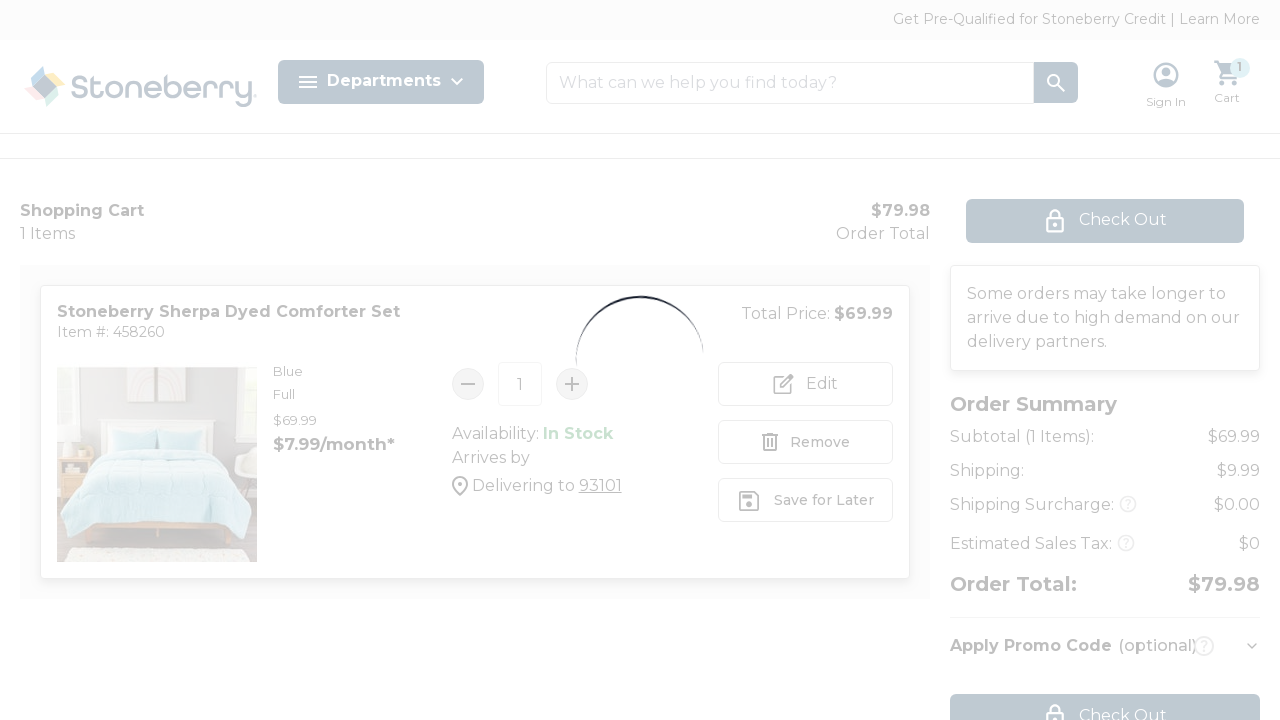 Get Pre-Qualified for Stoneberry Credit | Learn More
Stoneberry
Departments
What can we help you find today?
Sign In
1
Cart
Shopping Cart
1 Items
$79.98
Order Total
Check Out
Stoneberry Sherpa Dyed Comforter Set
Item #: 458260
Total Price: $69.99
Blue
Full
$69.99
$7.99/month*
1
Availability: In Stock
Arrives by
Delivering to 93101
Edit
Remove
Save for Later
Some orders may take longer to
arrive due to high demand on our
delivery partners.
Order Summary
Subtotal (1 Items): $69.99
Shipping: $9.99
Shipping Surcharge: ? $0.00
Estimated Sales Tax: ? $0
Order Total: $79.98
Apply Promo Code (optional) ?
Check Out